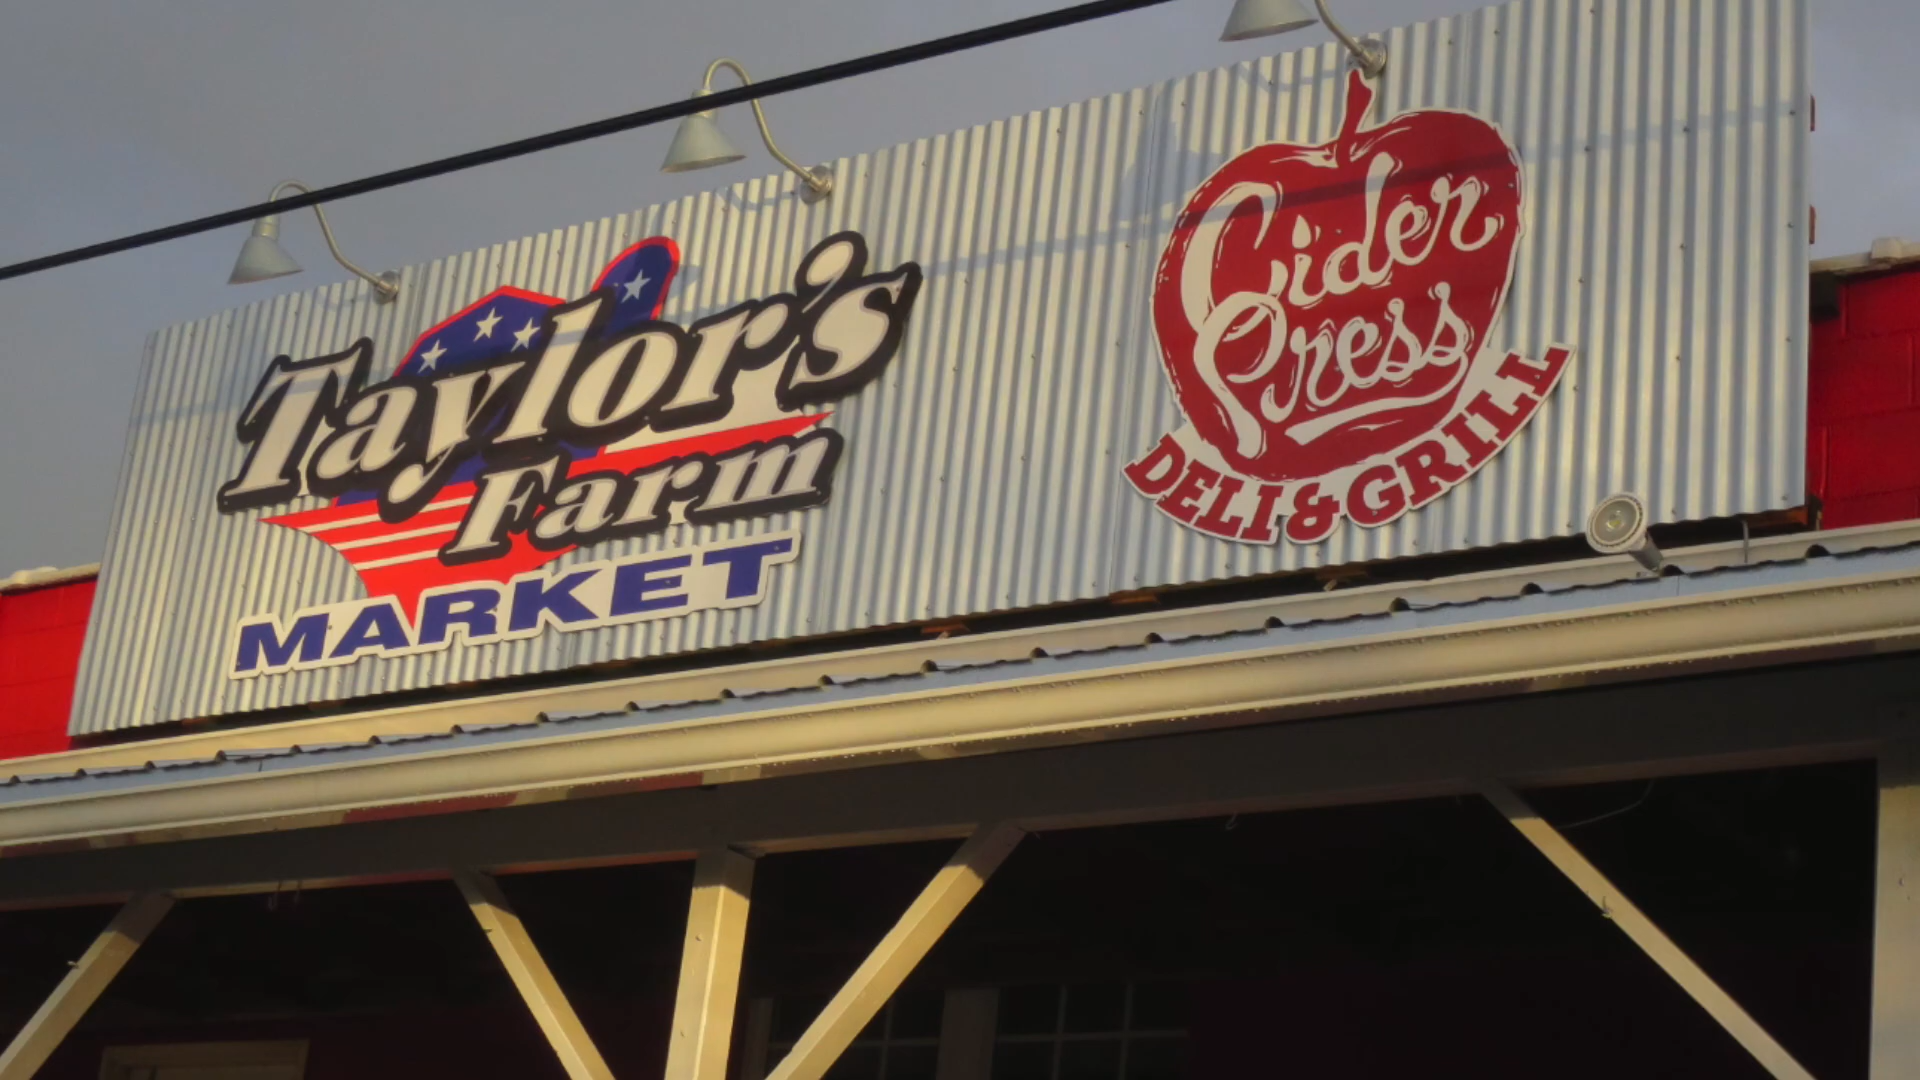 Taylor's
Farm
MARKET
Cider
Press
DELI & GRILL